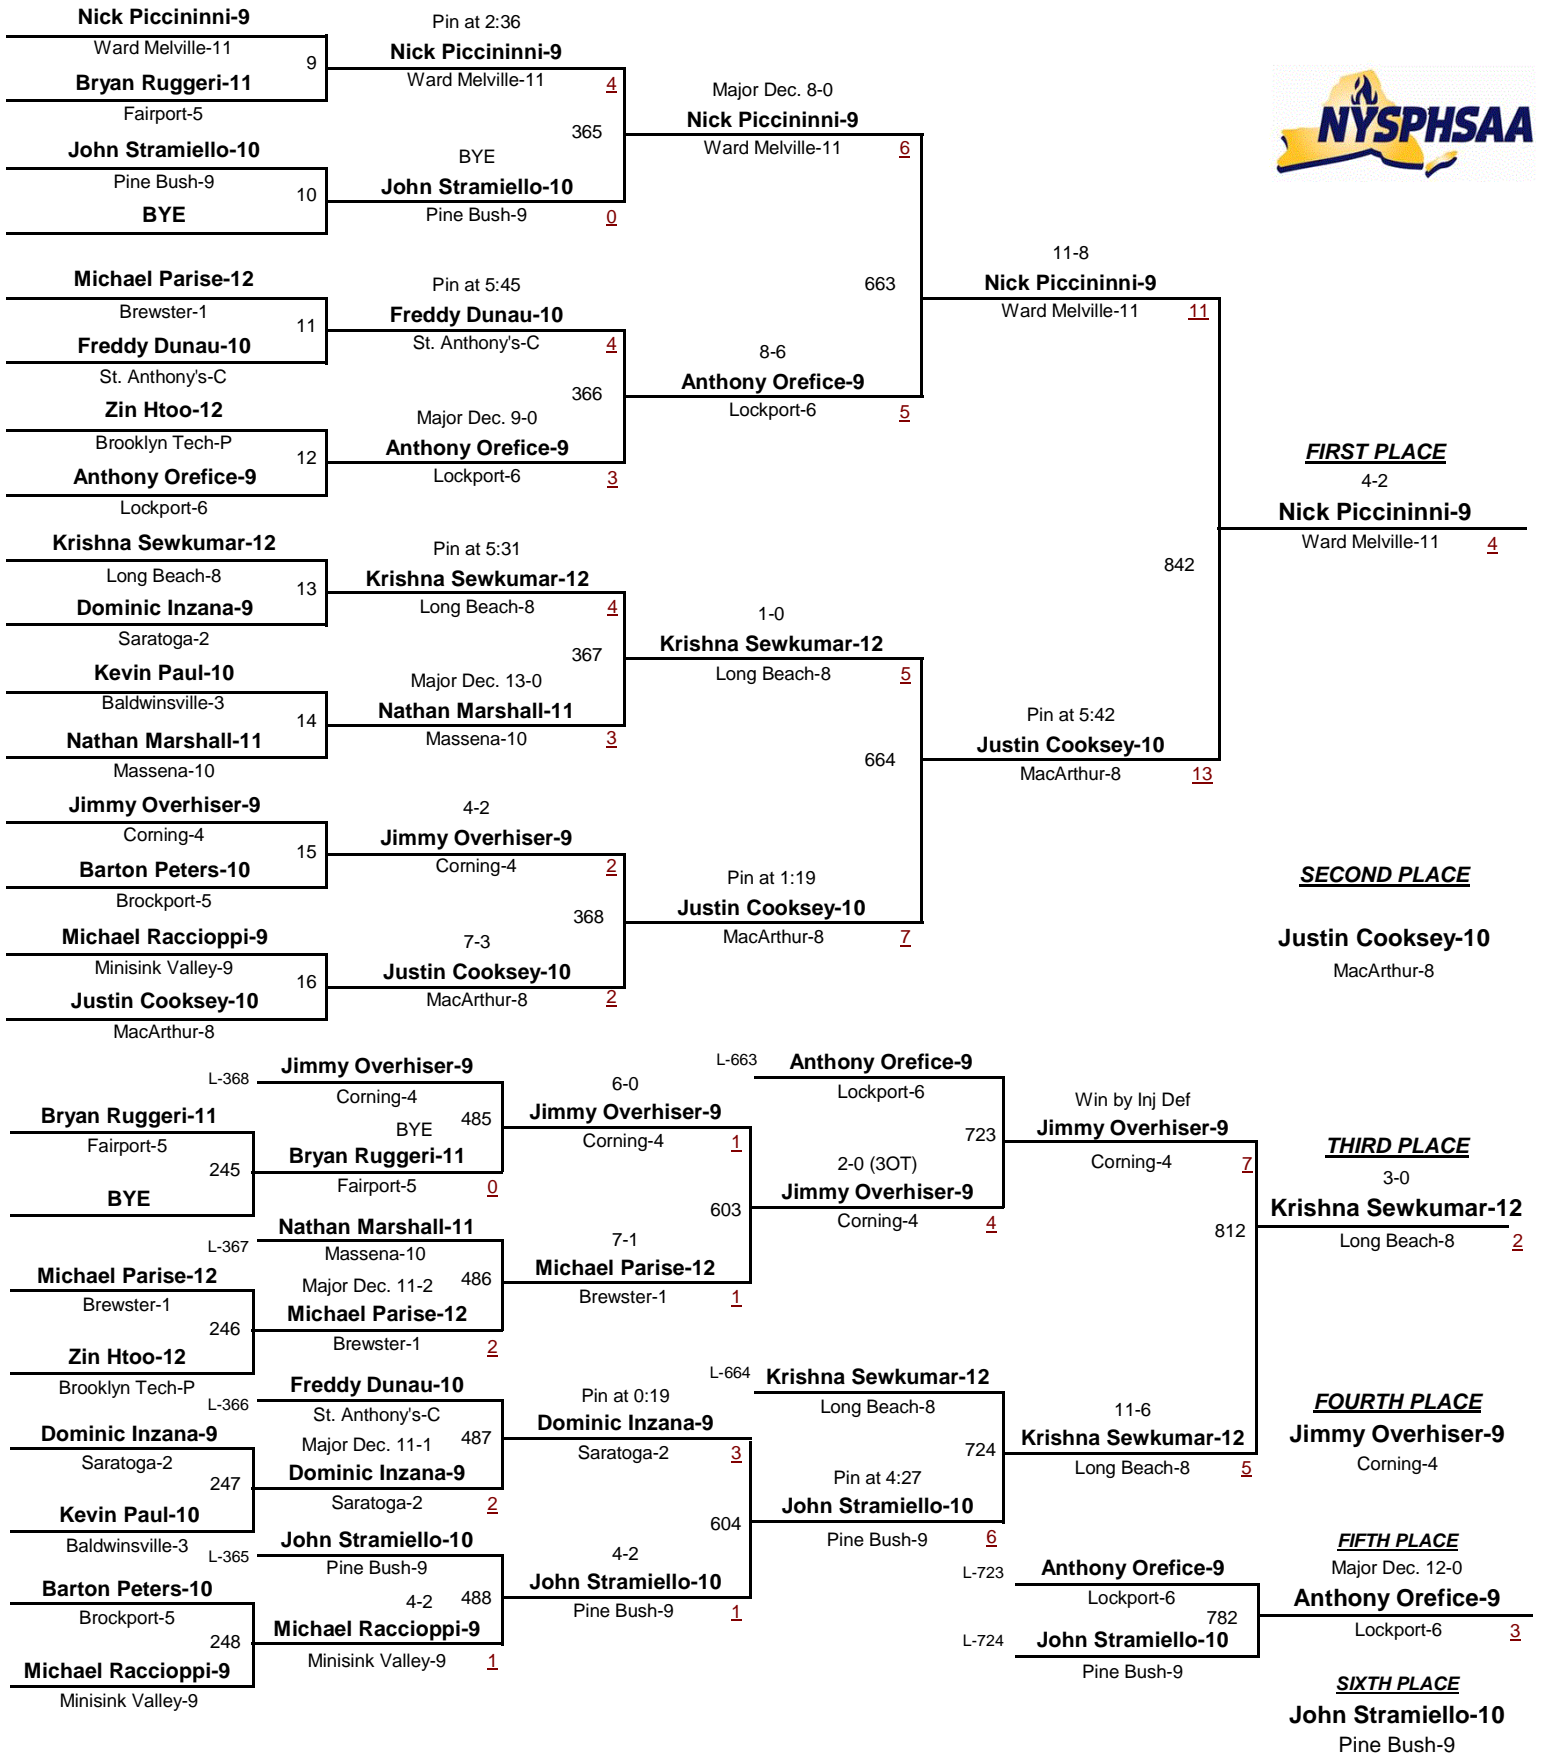 Nick Piccininni-9
Ward Melville-11
9
Bryan Ruggeri-11
Fairport-5
John Stramiello-10
Pine Bush-9
10
BYE
Michael Parise-12
Brewster-1
11
Freddy Dunau-10
St. Anthony's-C
Zin Htoo-12
Brooklyn Tech-P
12
Anthony Orefice-9
Lockport-6
Krishna Sewkumar-12
Long Beach-8
13
Dominic Inzana-9
Saratoga-2
Kevin Paul-10
Baldwinsville-3
14
Nathan Marshall-11
Massena-10
Jimmy Overhiser-9
Corning-4
15
Barton Peters-10
Brockport-5
Michael Raccioppi-9
Minisink Valley-9
16
Justin Cooksey-10
MacArthur-8
Pin at 2:36
Nick Piccininni-9
Ward Melville-11 4
365
BYE
John Stramiello-10
Pine Bush-9 0
Pin at 5:45
Freddy Dunau-10
St. Anthony's-C 4
366
Major Dec. 9-0
Anthony Orefice-9
Lockport-6 3
Pin at 5:31
Krishna Sewkumar-12
Long Beach-8 4
367
Major Dec. 13-0
Nathan Marshall-11
Massena-10 3
4-2
Jimmy Overhiser-9
Corning-4 2
368
7-3
Justin Cooksey-10
MacArthur-8 2
Major Dec. 8-0
Nick Piccininni-9
Ward Melville-11 6
663
8-6
Anthony Orefice-9
Lockport-6 5
1-0
Krishna Sewkumar-12
Long Beach-8 5
664
Pin at 1:19
Justin Cooksey-10
MacArthur-8 7
11-8
Nick Piccininni-9
Ward Melville-11 11
842
Pin at 5:42
Justin Cooksey-10
MacArthur-8 13
NYSPHSAA
FIRST PLACE
4-2
Nick Piccininni-9
Ward Melville-11 4
SECOND PLACE
Justin Cooksey-10
MacArthur-8
Bryan Ruggeri-11
Fairport-5
245
BYE
Michael Parise-12
Brewster-1
246
Zin Htoo-12
Brooklyn Tech-P
Dominic Inzana-9
Saratoga-2
247
Kevin Paul-10
Baldwinsville-3
Barton Peters-10
Brockport-5
248
Michael Raccioppi-9
Minisink Valley-9
L-368
Jimmy Overhiser-9
Corning-4
BYE 485
Bryan Ruggeri-11
Fairport-5 0
L-367
Nathan Marshall-11
Massena-10
Major Dec. 11-2 486
Michael Parise-12
Brewster-1 2
L-366
Freddy Dunau-10
St. Anthony's-C
Major Dec. 11-1 487
Dominic Inzana-9
Saratoga-2 2
L-365
John Stramiello-10
Pine Bush-9
4-2 488
Michael Raccioppi-9
Minisink Valley-9 1
6-0
Jimmy Overhiser-9
Corning-4 1
603
7-1
Michael Parise-12
Brewster-1 1
Pin at 0:19
Dominic Inzana-9
Saratoga-2 3
604
4-2
John Stramiello-10
Pine Bush-9 1
L-663
Anthony Orefice-9
Lockport-6
723
2-0 (3OT)
Jimmy Overhiser-9
Corning-4 4
L-664
Krishna Sewkumar-12
Long Beach-8
724
Pin at 4:27
John Stramiello-10
Pine Bush-9 6
Win by Inj Def
Jimmy Overhiser-9
Corning-4 7
812
11-6
Krishna Sewkumar-12
Long Beach-8 5
L-723
Anthony Orefice-9
Lockport-6
782
L-724
John Stramiello-10
Pine Bush-9
THIRD PLACE
3-0
Krishna Sewkumar-12
Long Beach-8 2
FOURTH PLACE
Jimmy Overhiser-9
Corning-4
FIFTH PLACE
Major Dec. 12-0
Anthony Orefice-9
Lockport-6 3
SIXTH PLACE
John Stramiello-10
Pine Bush-9